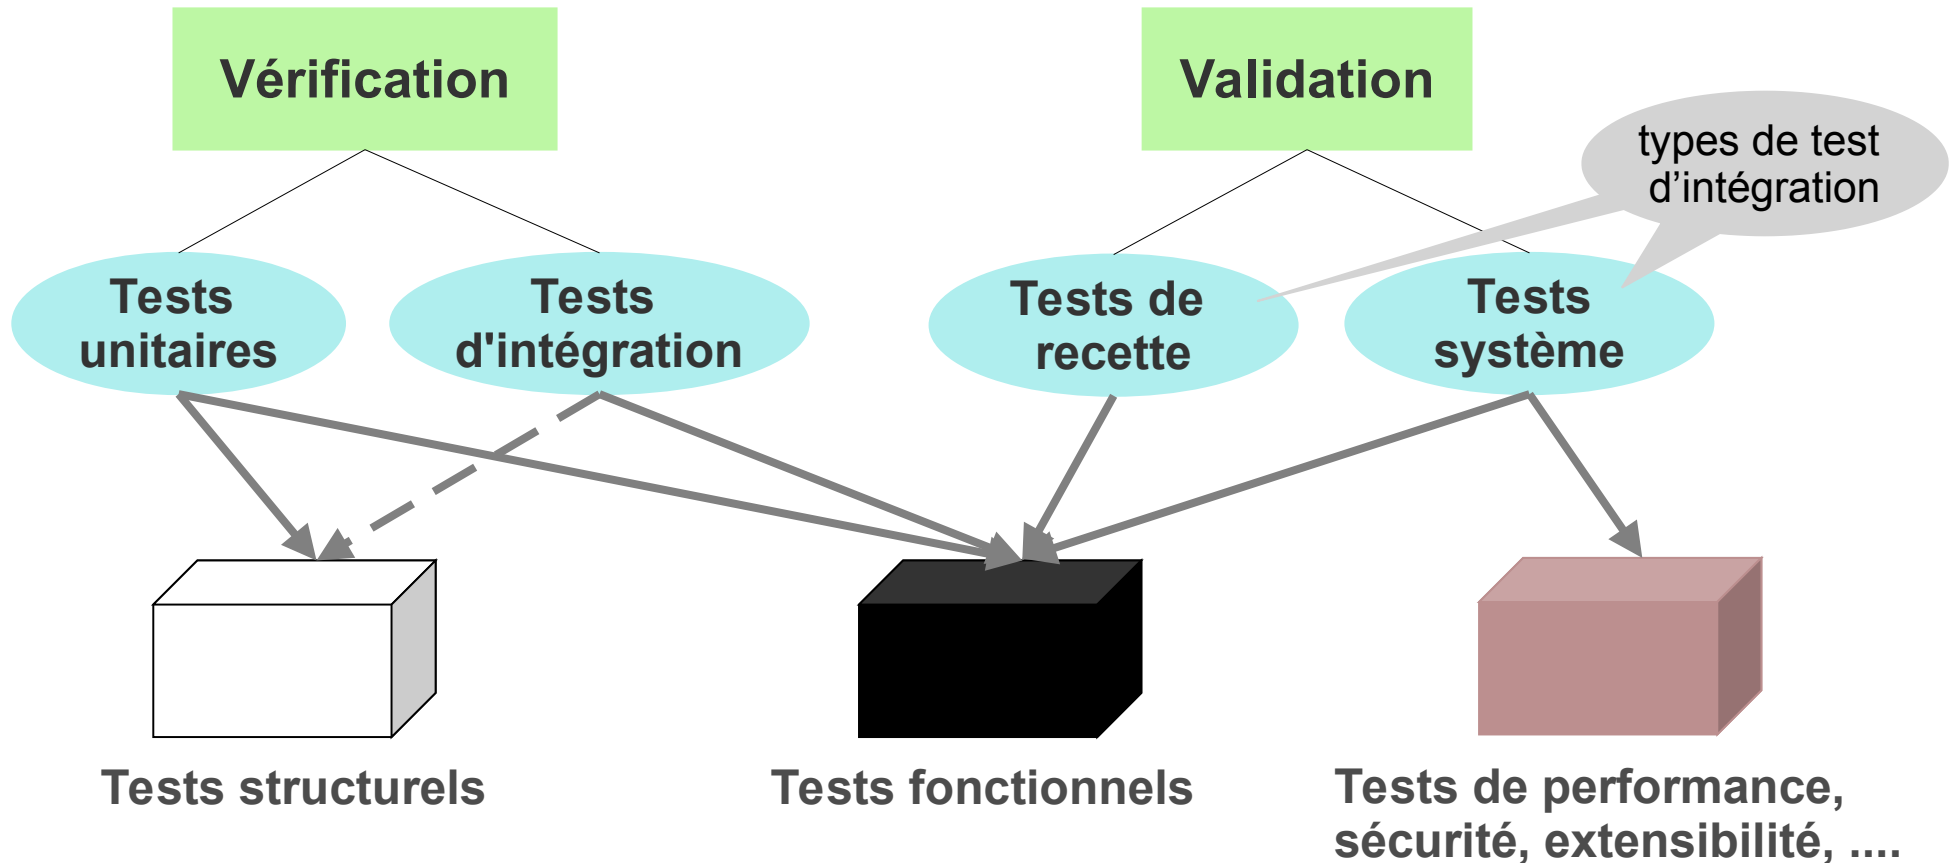 Vérification
Validation
types de test
d’intégration
Tests
unitaires
Tests
d'intégration
Tests de
recette
Tests
système
Tests structurels
Tests fonctionnels
Tests de performance,
sécurité, extensibilité, ....